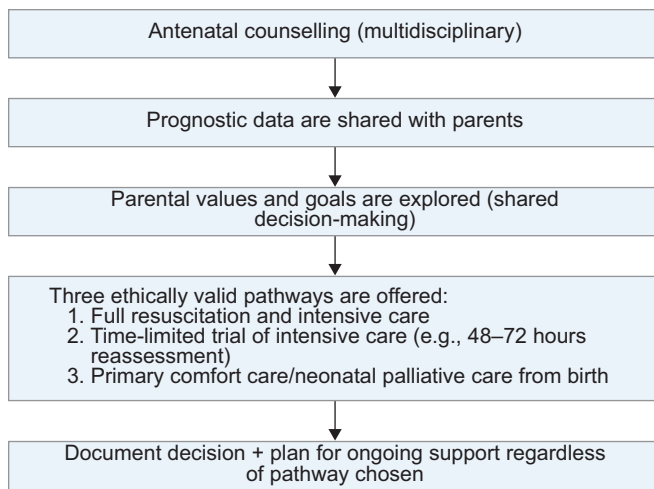 Antenatal counselling (multidisciplinary)
Prognostic data are shared with parents
Parental values and goals are explored (shared
decision-making)
Three ethically valid pathways are offered:
1. Full resuscitation and intensive care
2. Time-limited trial of intensive care (e.g., 48–72 hours
reassessment)
3. Primary comfort care/neonatal palliative care from birth
Document decision + plan for ongoing support regardless
of pathway chosen